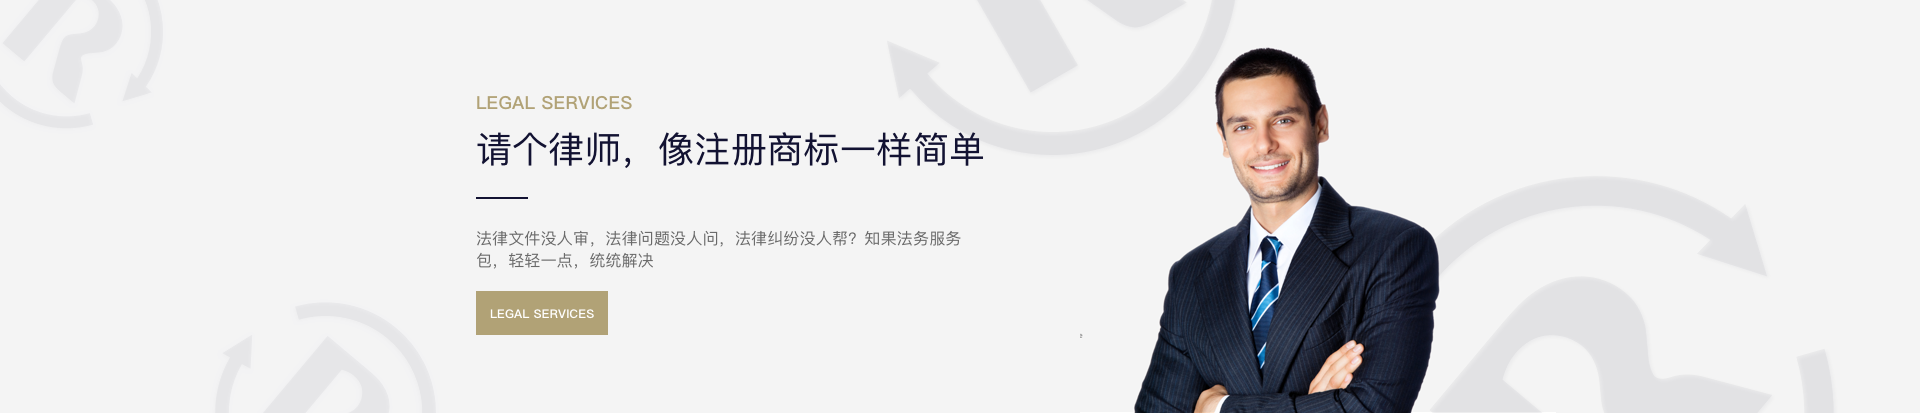 LEGAL SERVICES
请个律师，像注册商标一样简单
法律文件没人审，法律问题没人问，法律纠纷没人帮？知果法务服务
包，轻轻一点，统统解决
LEGAL SERVICES